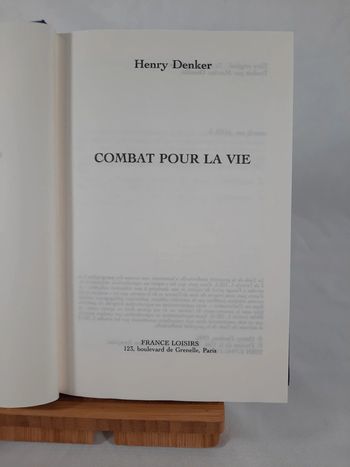 Henry Denker
COMBAT POUR LA VIE
FRANCE LOISIRS
123, boulevard de Grenelle, Paris